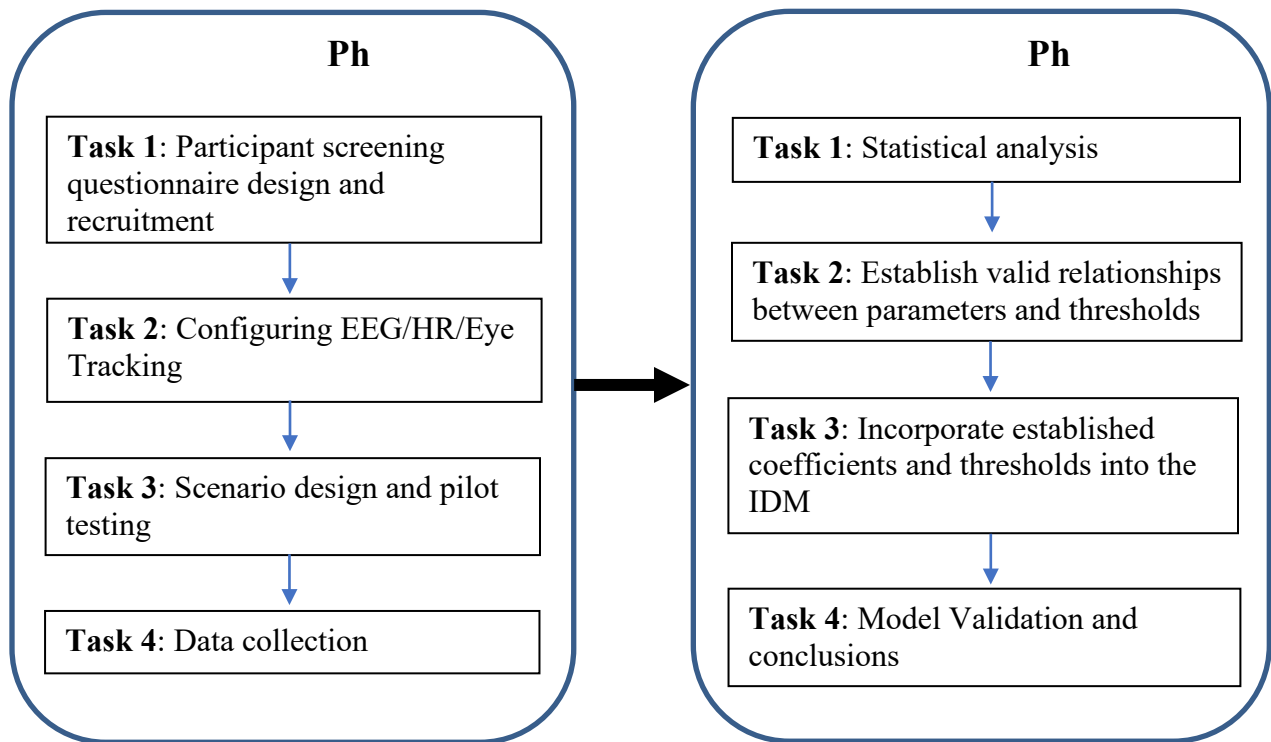 Ph
Task 1: Participant screening
questionnaire design and
recruitment
Task 2: Configuring EEG/HR/Eye
Tracking
Task 3: Scenario design and pilot
testing
Task 4: Data collection
Ph
Task 1: Statistical analysis
Task 2: Establish valid relationships
between parameters and thresholds
Task 3: Incorporate established
coefficients and thresholds into the
IDM
Task 4: Model Validation and
conclusions